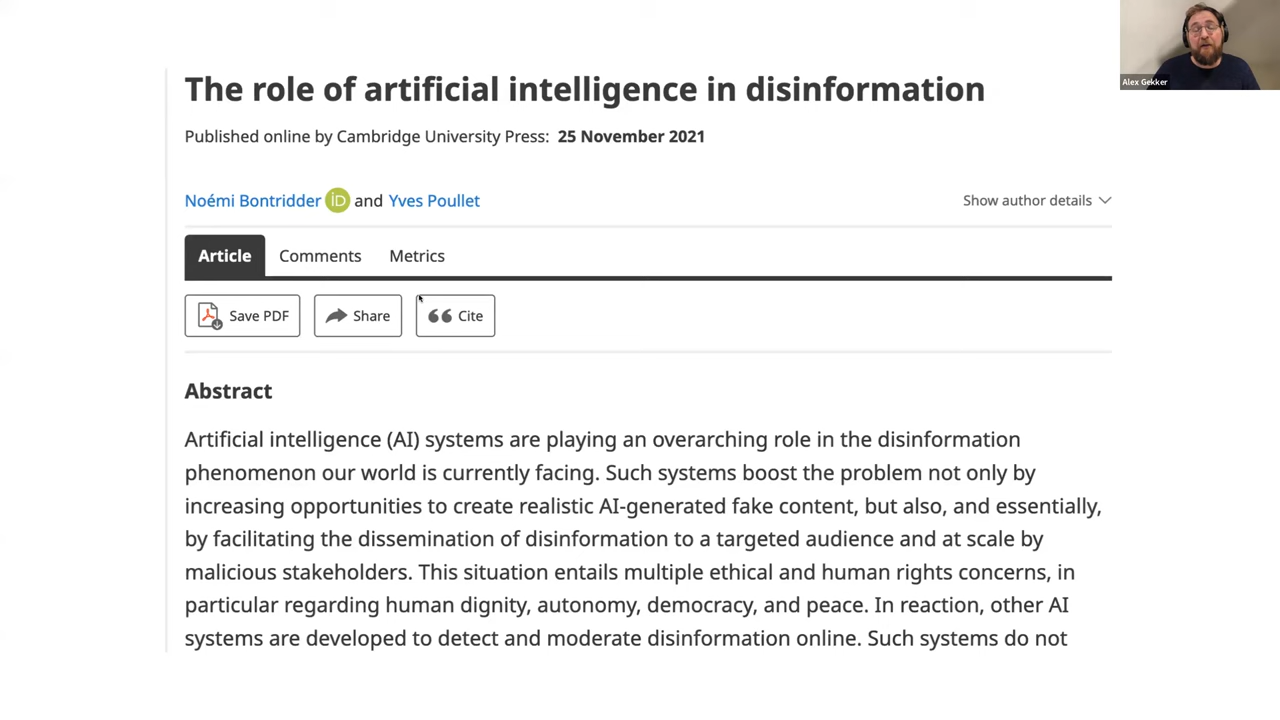 The role of artificial intelligence in disinformation
Alex Gekker
Published online by Cambridge University Press: 25 November 2021
Noémi Bontridder iD and Yves Poullet
Show author details
Article Comments Metrics
Save PDF Share Cite
Abstract
Artificial intelligence (AI) systems are playing an overarching role in the disinformation
phenomenon our world is currently facing. Such systems boost the problem not only by
increasing opportunities to create realistic AI-generated fake content, but also, and essentially,
by facilitating the dissemination of disinformation to a targeted audience and at scale by
malicious stakeholders. This situation entails multiple ethical and human rights concerns, in
particular regarding human dignity, autonomy, democracy, and peace. In reaction, other AI
systems are developed to detect and moderate disinformation online. Such systems do not